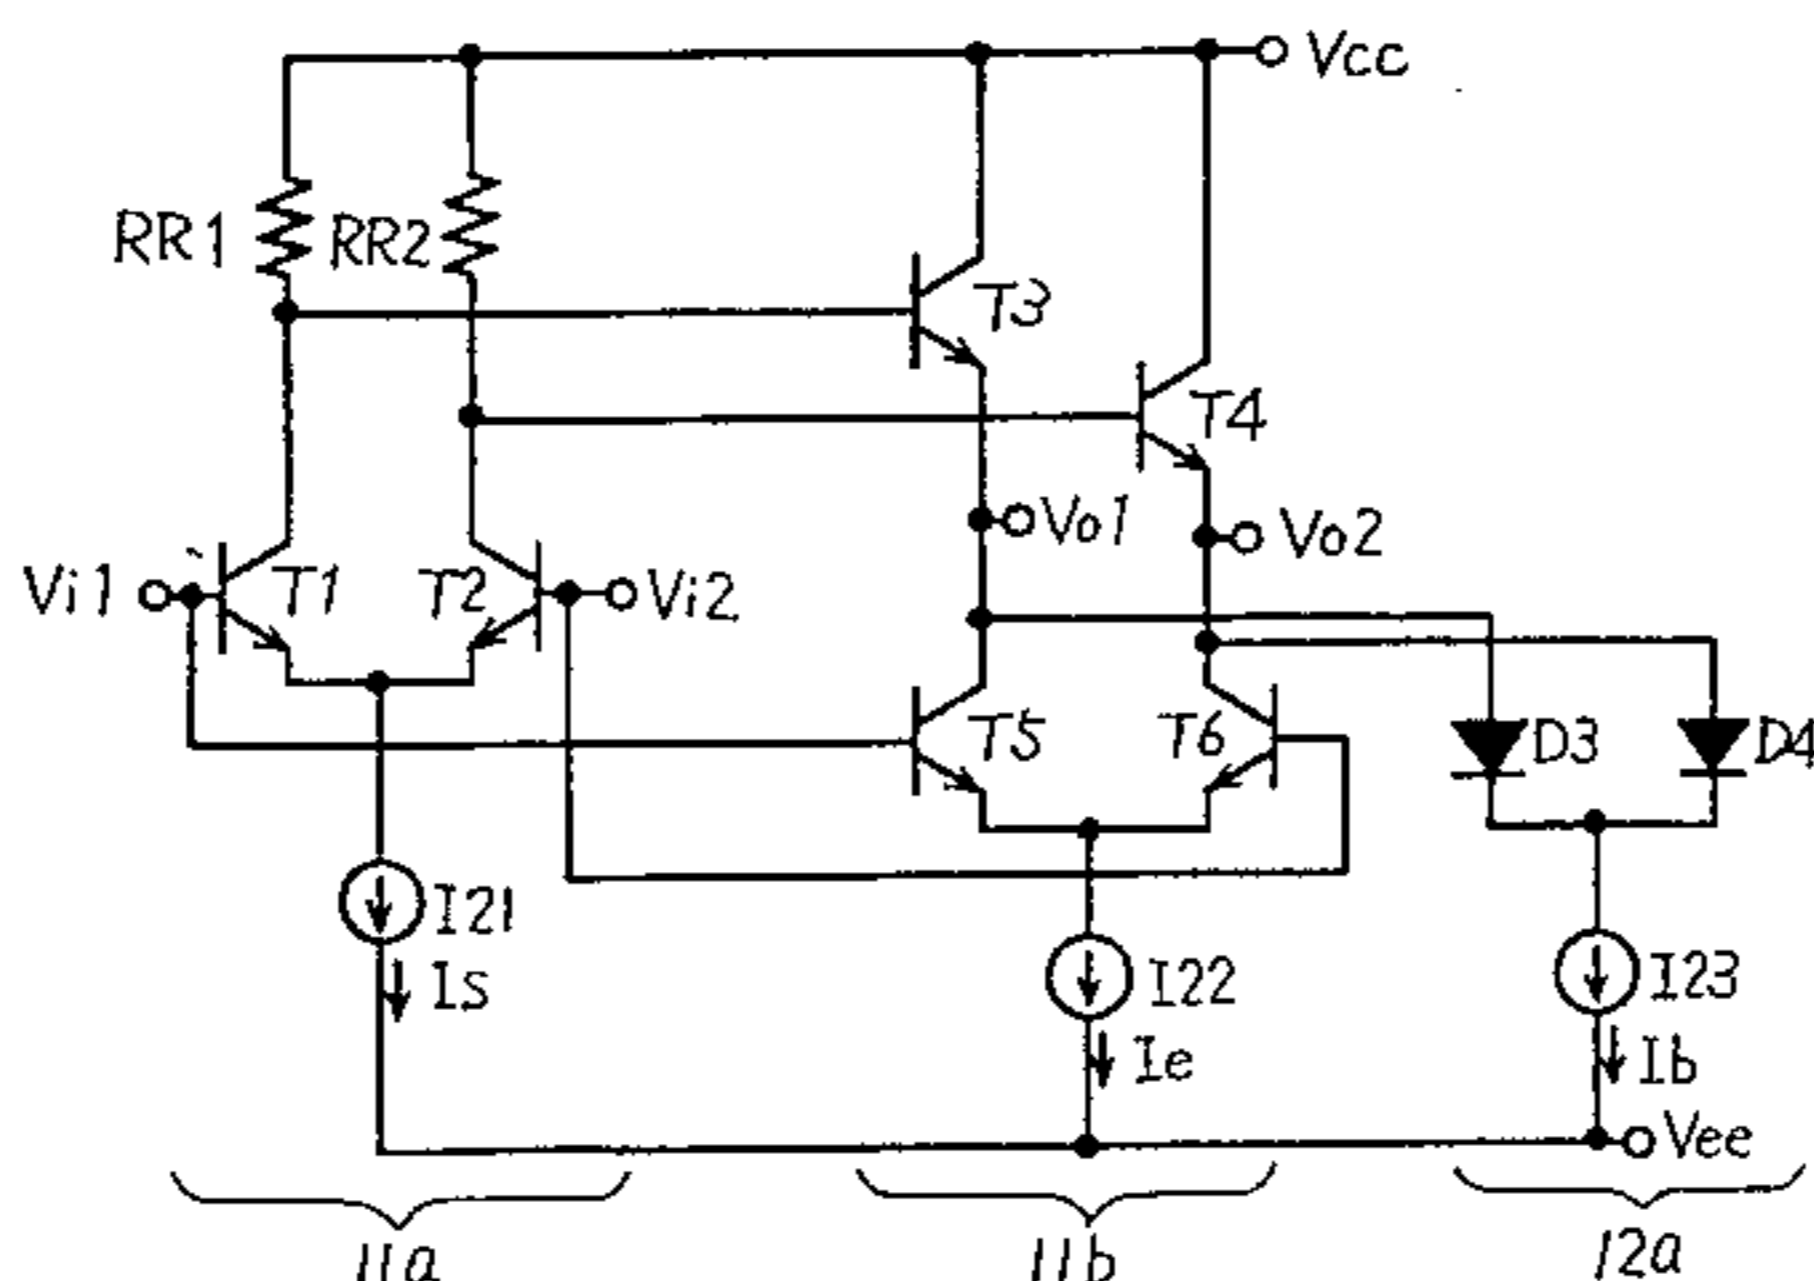 Vcc
RR1
RR2
T3
T4
Vo1
Vo2
Vi1
T1
T2
Vi2
T5
T6
D3
D4
I21
Is
I22
Ie
I23
Ib
Vee
11a
11b
12a